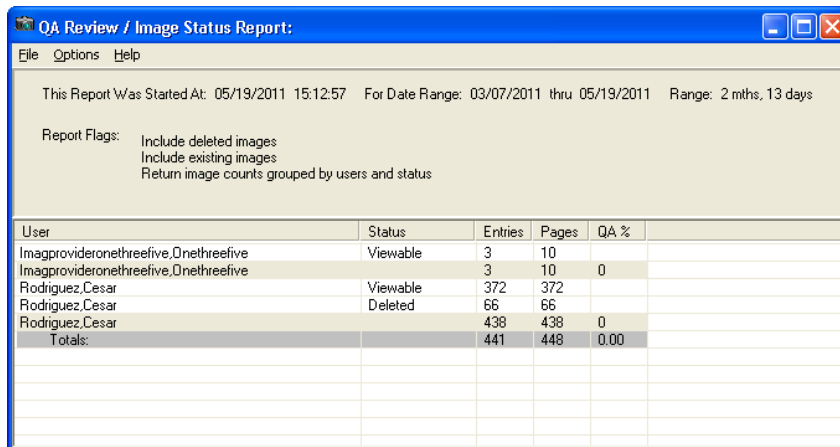 QA Review / Image Status Report:
File Options Help
This Report Was Started At: 05/19/2011 15:12:57 For Date Range: 03/07/2011 thru 05/19/2011 Range: 2 mths, 13 days
Report Flags:
Include deleted images
Include existing images
Return image counts grouped by users and status
User Status Entries Pages QA %
Imagprovideronethreefive,Onethreefive Viewable 3 10
Imagprovideronethreefive,Onethreefive 3 10 0
Rodriguez,Cesar Viewable 372 372
Rodriguez,Cesar Deleted 66 66
Rodriguez,Cesar 438 438 0
Totals: 441 448 0.00